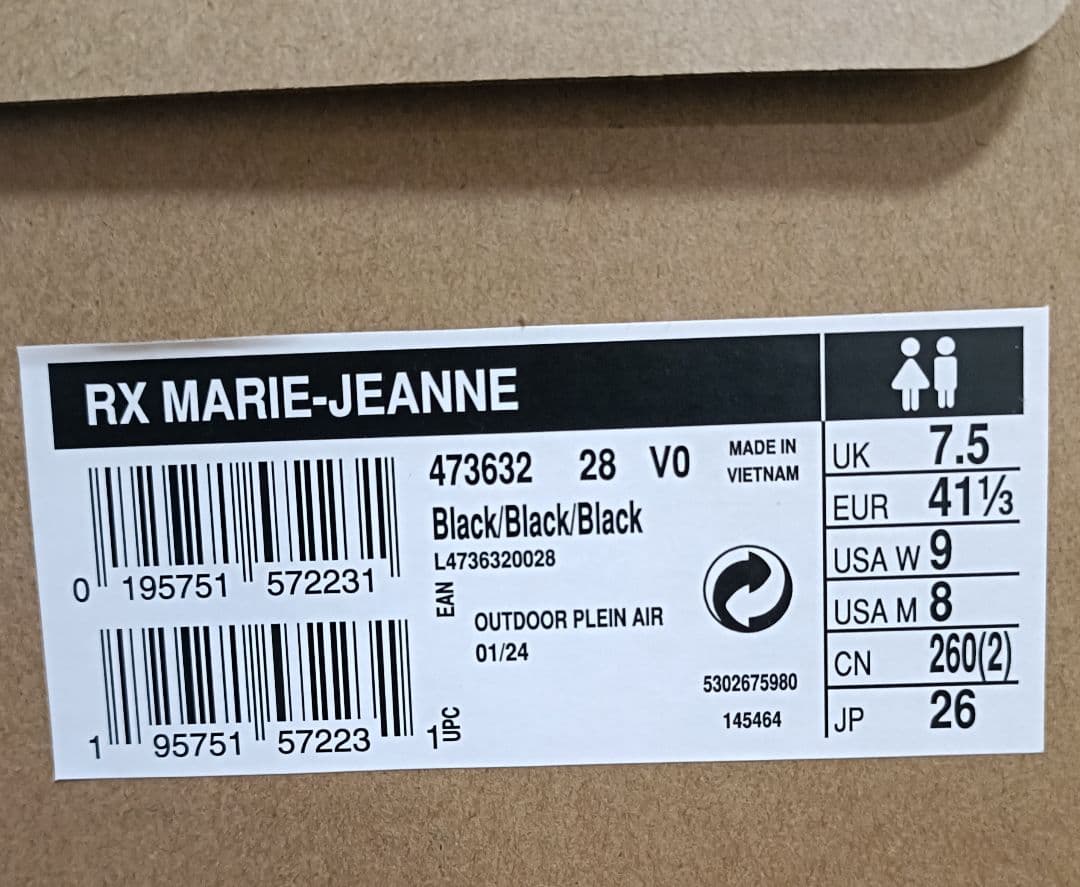 RX MARIE-JEANNE
473632 28 V0
MADE IN
VIETNAM
Black/Black/Black
L4736320028
0 195751 572231
EAN
OUTDOOR PLEIN AIR
01/24
5302675980
145464
1 95751 57223 1
UPC
UK 7.5
EUR 41⅓
USA W 9
USA M 8
CN 260(2)
JP 26